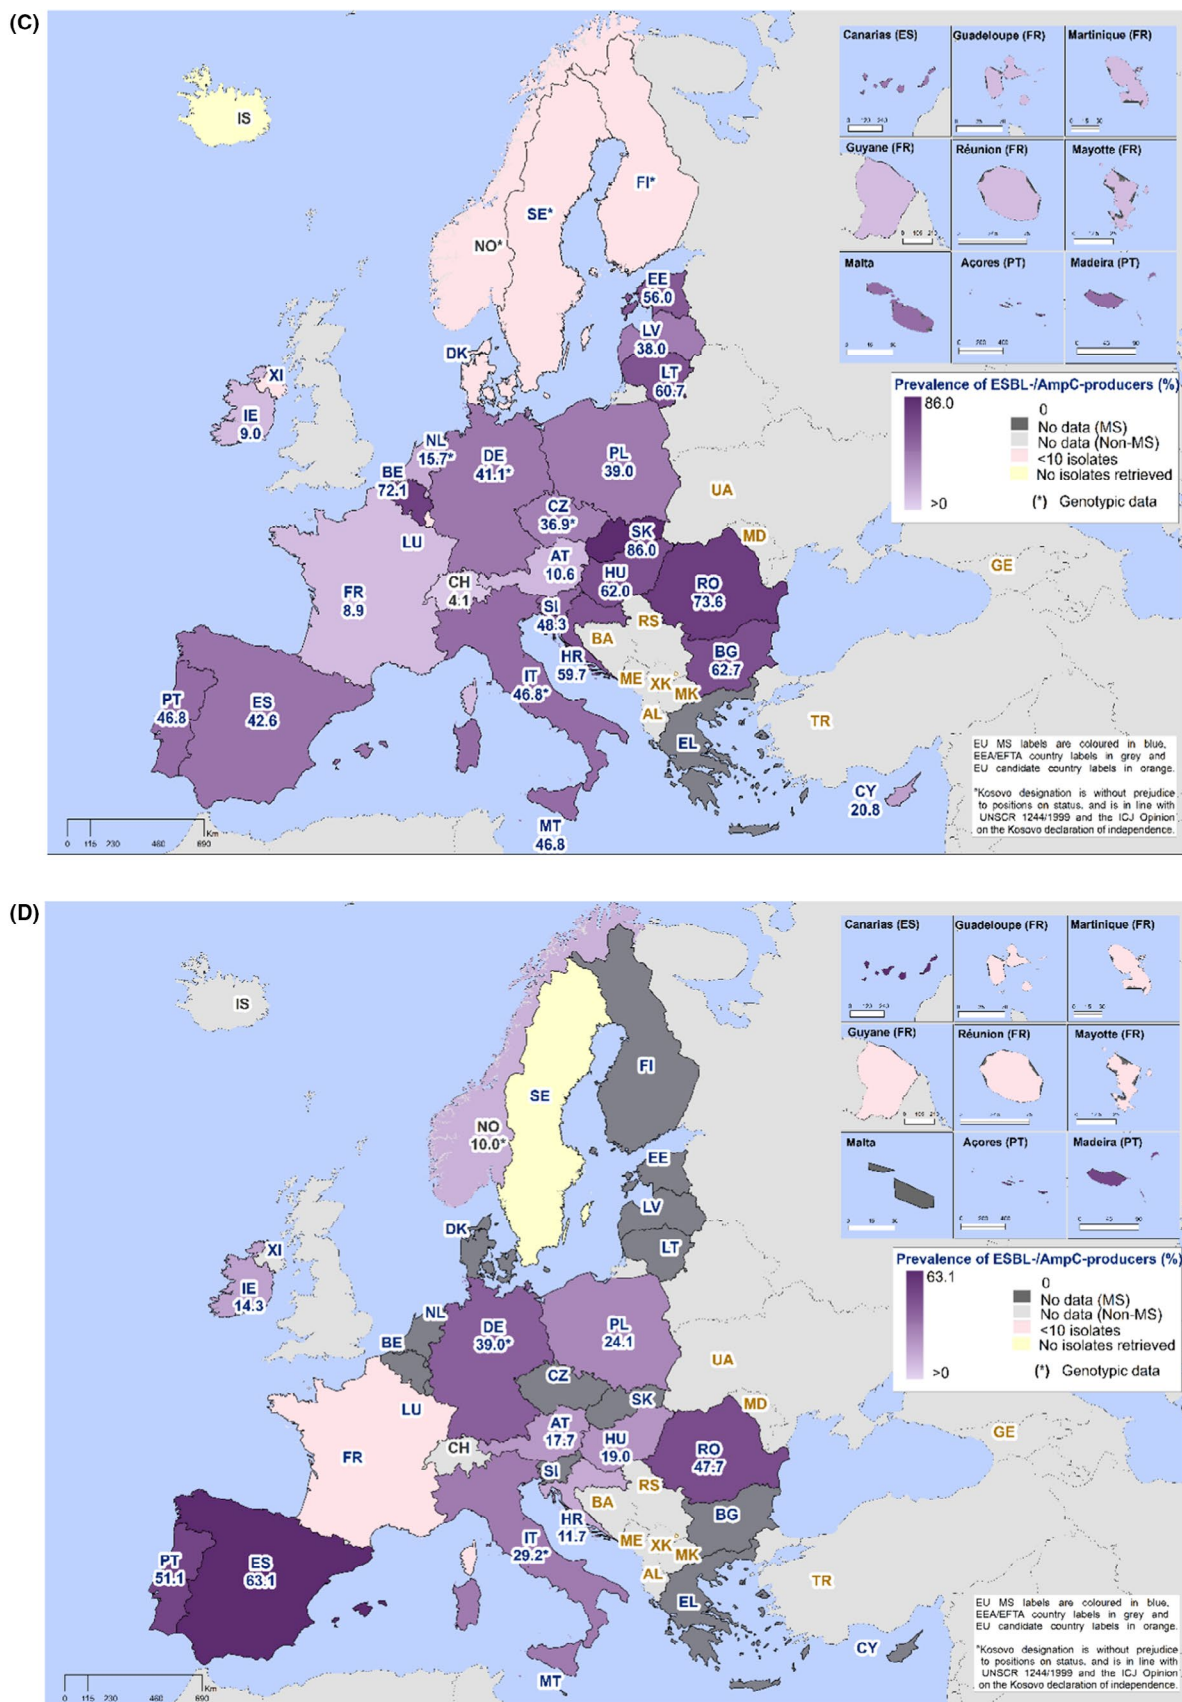 (C)
Canarias (ES)
Guadeloupe (FR)
Martinique (FR)
IS
Guyane (FR)
Réunion (FR)
Mayotte (FR)
FI*
SE*
NO*
Malta
Açores (PT)
Madeira (PT)
EE
56.0
LV
38.0
DK
LT
60.7
XI
IE
9.0
NL
15.7*
DE
41.1*
PL
39.0
BE
72.1
UA
CZ
36.9*
SK
86.0
MD
LU
AT
10.6
HU
62.0
GE
CH
4.1
RO
73.6
FR
8.9
SI
48.3
RS
BA
BG
62.7
HR
59.7
ME
XK
MK
IT
46.8*
PT
46.8
ES
42.6
AL
TR
EL
CY
20.8
MT
46.8
Prevalence of ESBL-/AmpC-producers (%)
86.0
>0
0
No data (MS)
No data (Non-MS)
<10 isolates
No isolates retrieved
(*) Genotypic data
EU MS labels are coloured in blue,
EEA/EFTA country labels in grey and
EU candidate country labels in orange.
*Kosovo designation is without prejudice
to positions on status, and is in line with
UNSCR 1244/1999 and the ICJ Opinion
on the Kosovo declaration of independence.
Km
0 115 230 460 690
(D)
Canarias (ES)
Guadeloupe (FR)
Martinique (FR)
IS
Guyane (FR)
Réunion (FR)
Mayotte (FR)
FI
SE
NO
10.0*
Malta
Açores (PT)
Madeira (PT)
EE
LV
DK
LT
XI
IE
14.3
NL
DE
39.0*
PL
24.1
BE
UA
CZ
SK
MD
LU
AT
17.7
HU
19.0
GE
CH
RO
47.7
FR
SI
RS
BA
BG
HR
11.7
ME
XK
MK
IT
29.2*
PT
51.1
ES
63.1
AL
TR
EL
CY
MT
Prevalence of ESBL-/AmpC-producers (%)
63.1
>0
0
No data (MS)
No data (Non-MS)
<10 isolates
No isolates retrieved
(*) Genotypic data
EU MS labels are coloured in blue,
EEA/EFTA country labels in grey and
EU candidate country labels in orange.
*Kosovo designation is without prejudice
to positions on status, and is in line with
UNSCR 1244/1999 and the ICJ Opinion
on the Kosovo declaration of independence.
Km
0 115 230 460 690